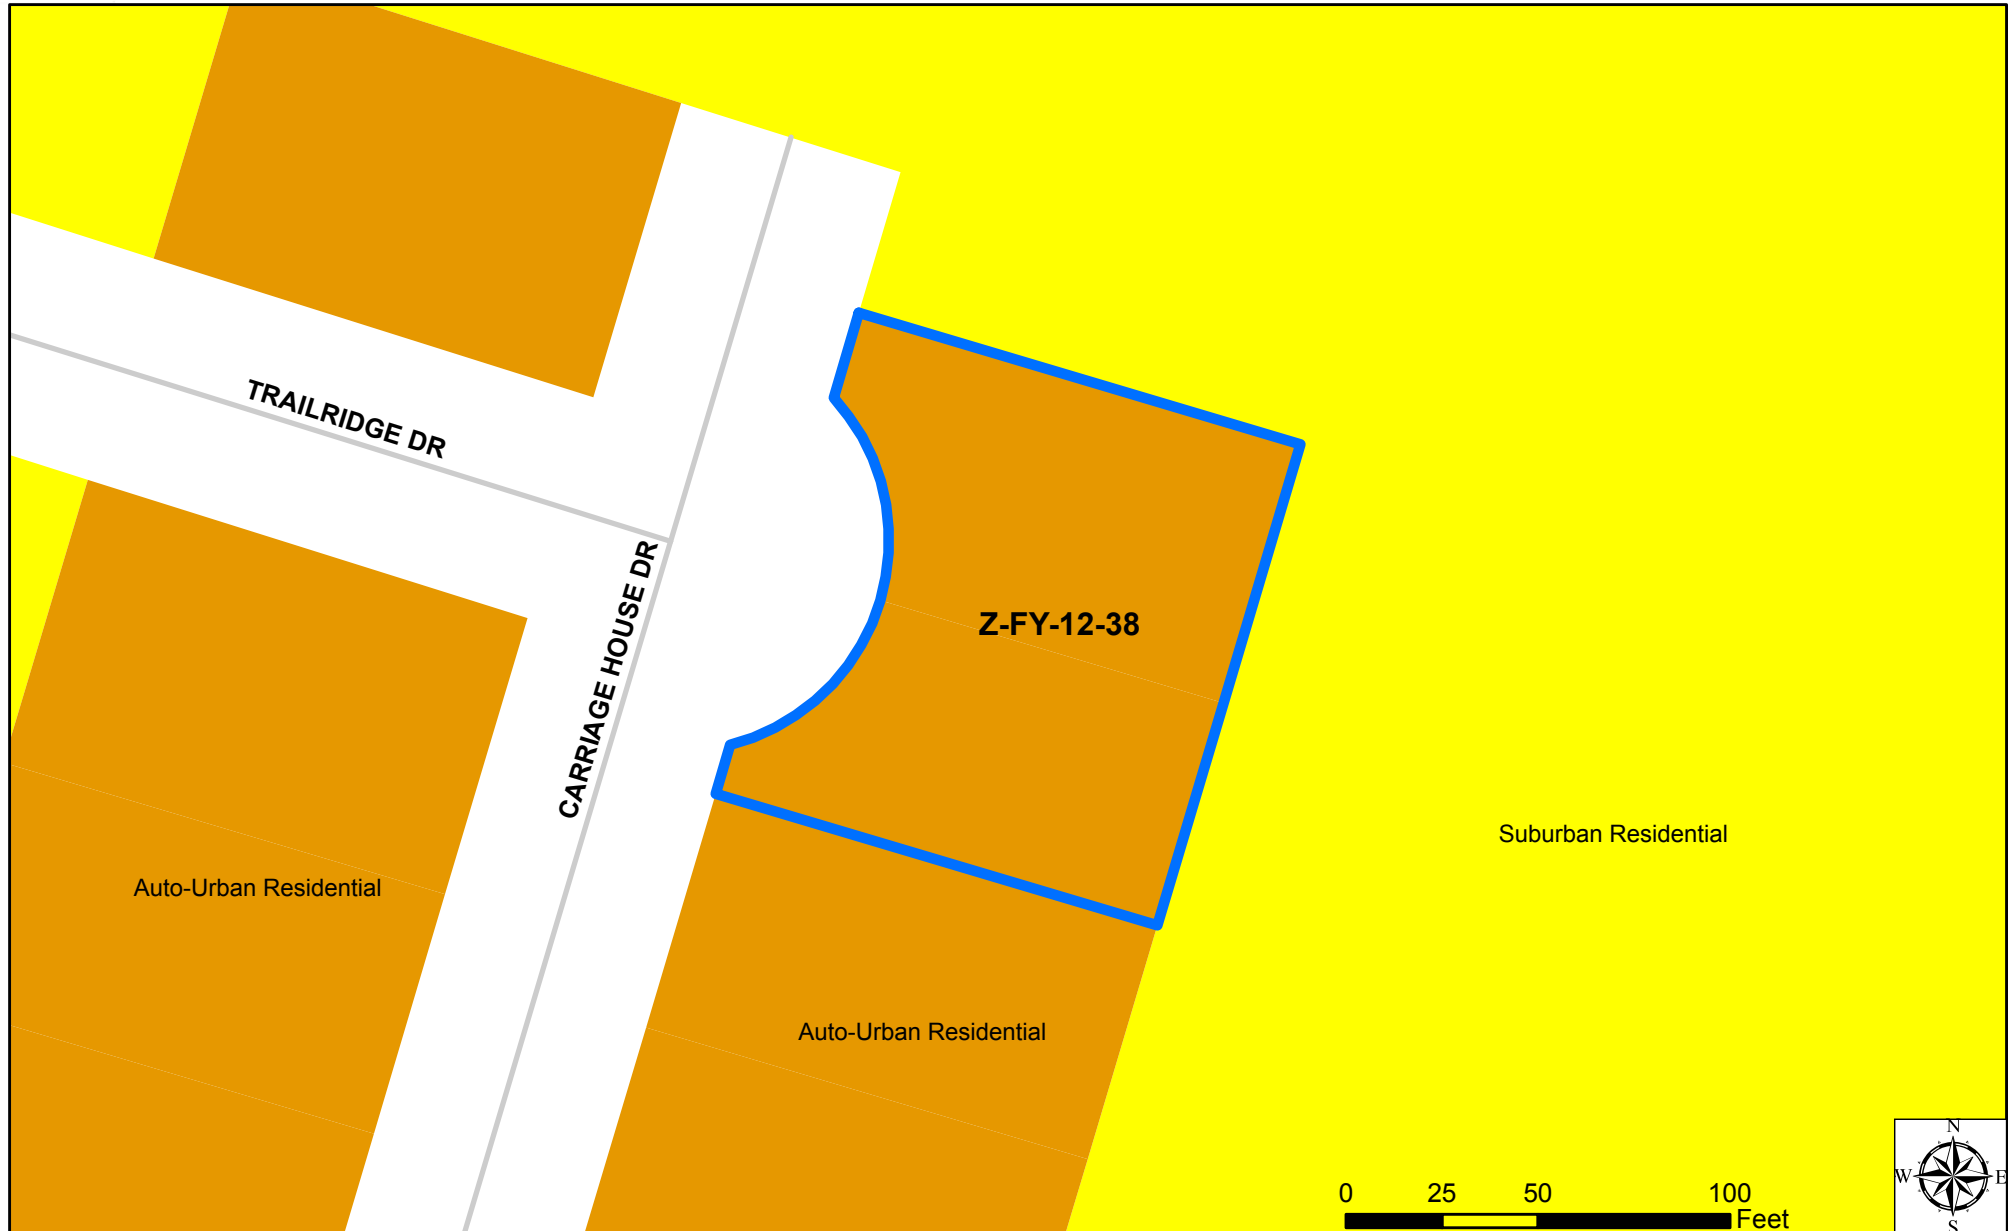 TRAILRIDGE DR
CARRIAGE HOUSE DR
Z-FY-12-38
Suburban Residential
Auto-Urban Residential
Auto-Urban Residential
N
W E
S
0 25 50 100
Feet